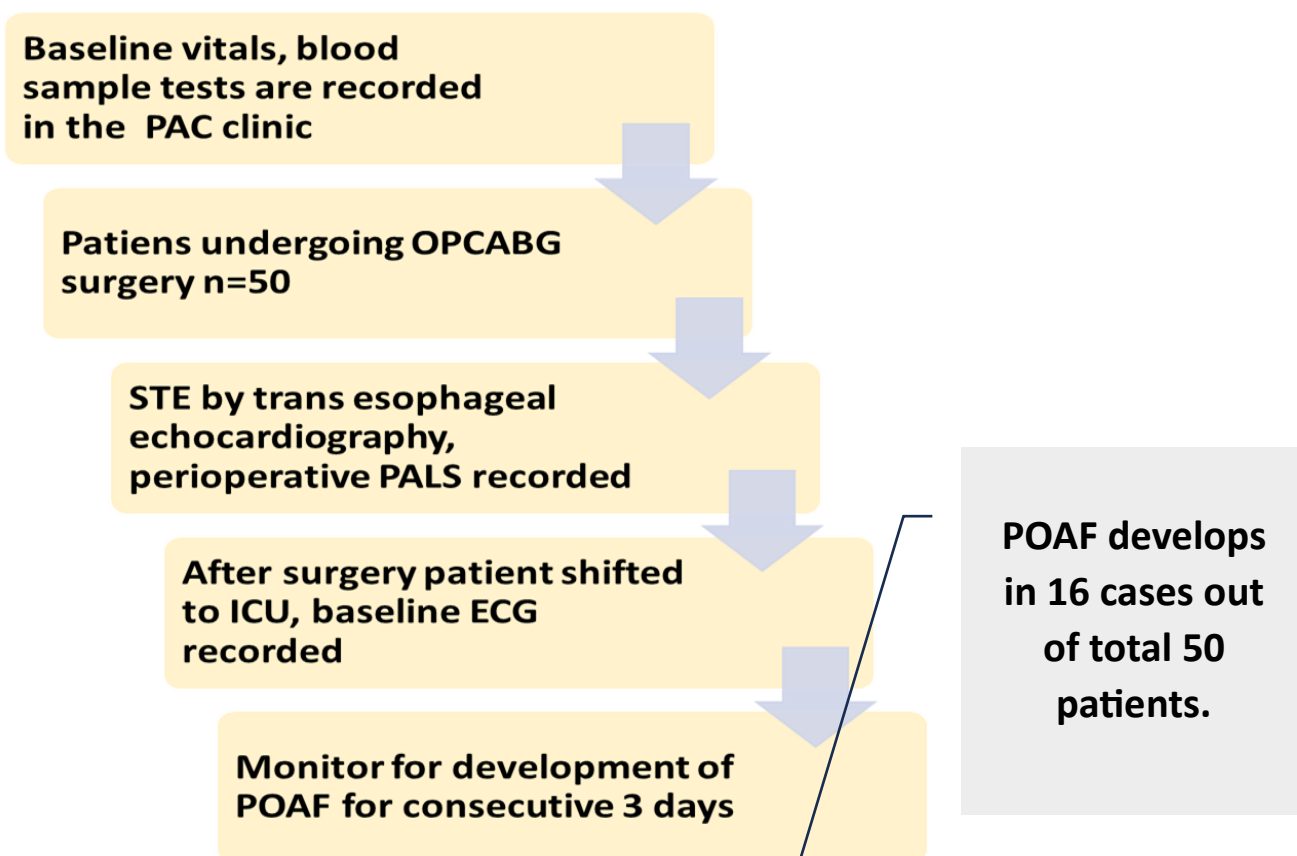 Baseline vitals, blood
sample tests are recorded
in the PAC clinic
Patiens undergoing OPCABG
surgery n=50
STE by trans esophageal
echocardiography,
perioperative PALS recorded
After surgery patient shifted
to ICU, baseline ECG
recorded
Monitor for development of
POAF for consecutive 3 days
POAF develops
in 16 cases out
of total 50
patients.